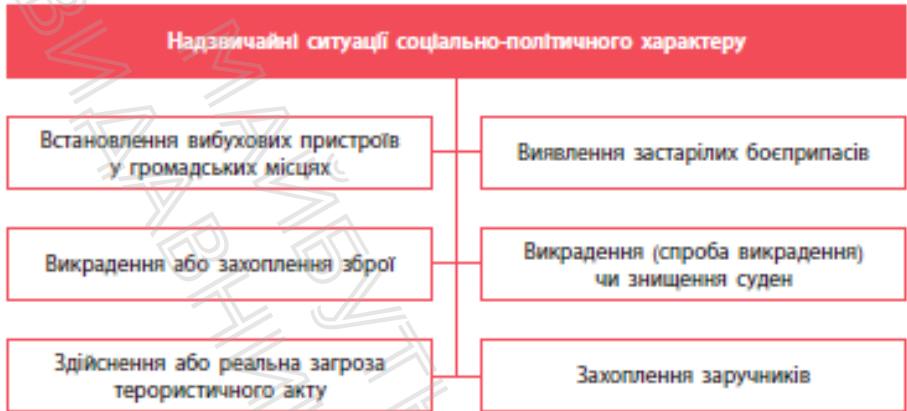 Надзвичайні ситуації соціально-політичного характеру
Встановлення вибухових пристроїв
у громадських місцях
Виявлення застарілих боєприпасів
Викрадення або захоплення зброї
Викрадення (спроба викрадення)
чи знищення суден
Здійснення або реальна загроза
терористичного акту
Захоплення заручників